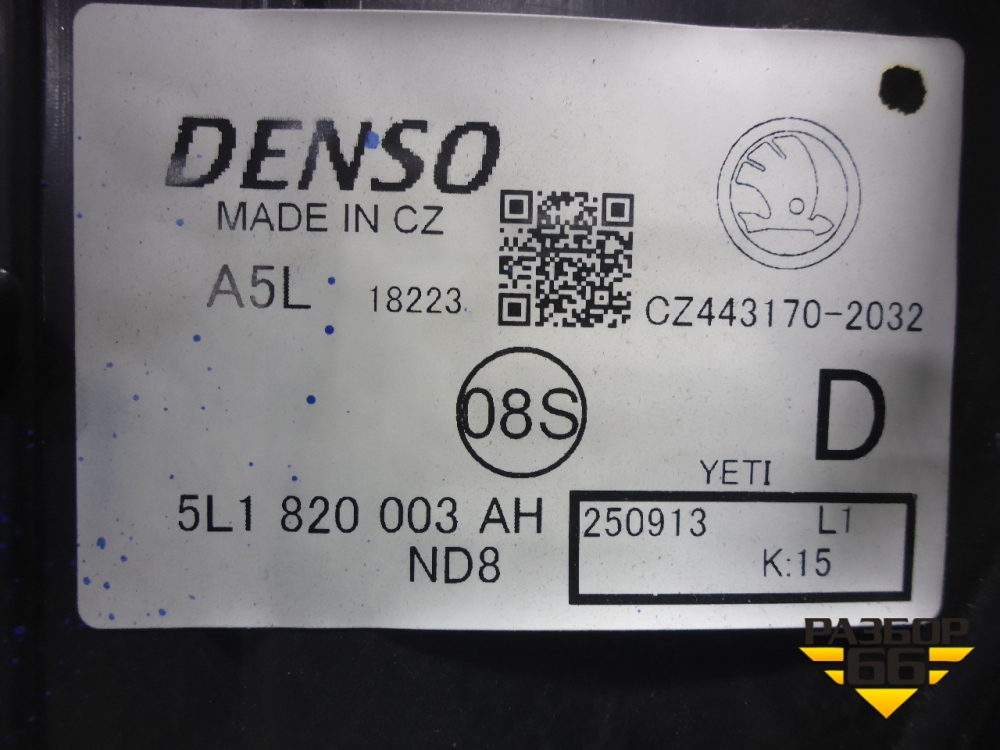 DENSO
MADE IN CZ
A5L 18223
CZ443170-2032
08S
D
YETI
5L1 820 003 AH
ND8
250913 L1
K:15
РАЗБОР
66